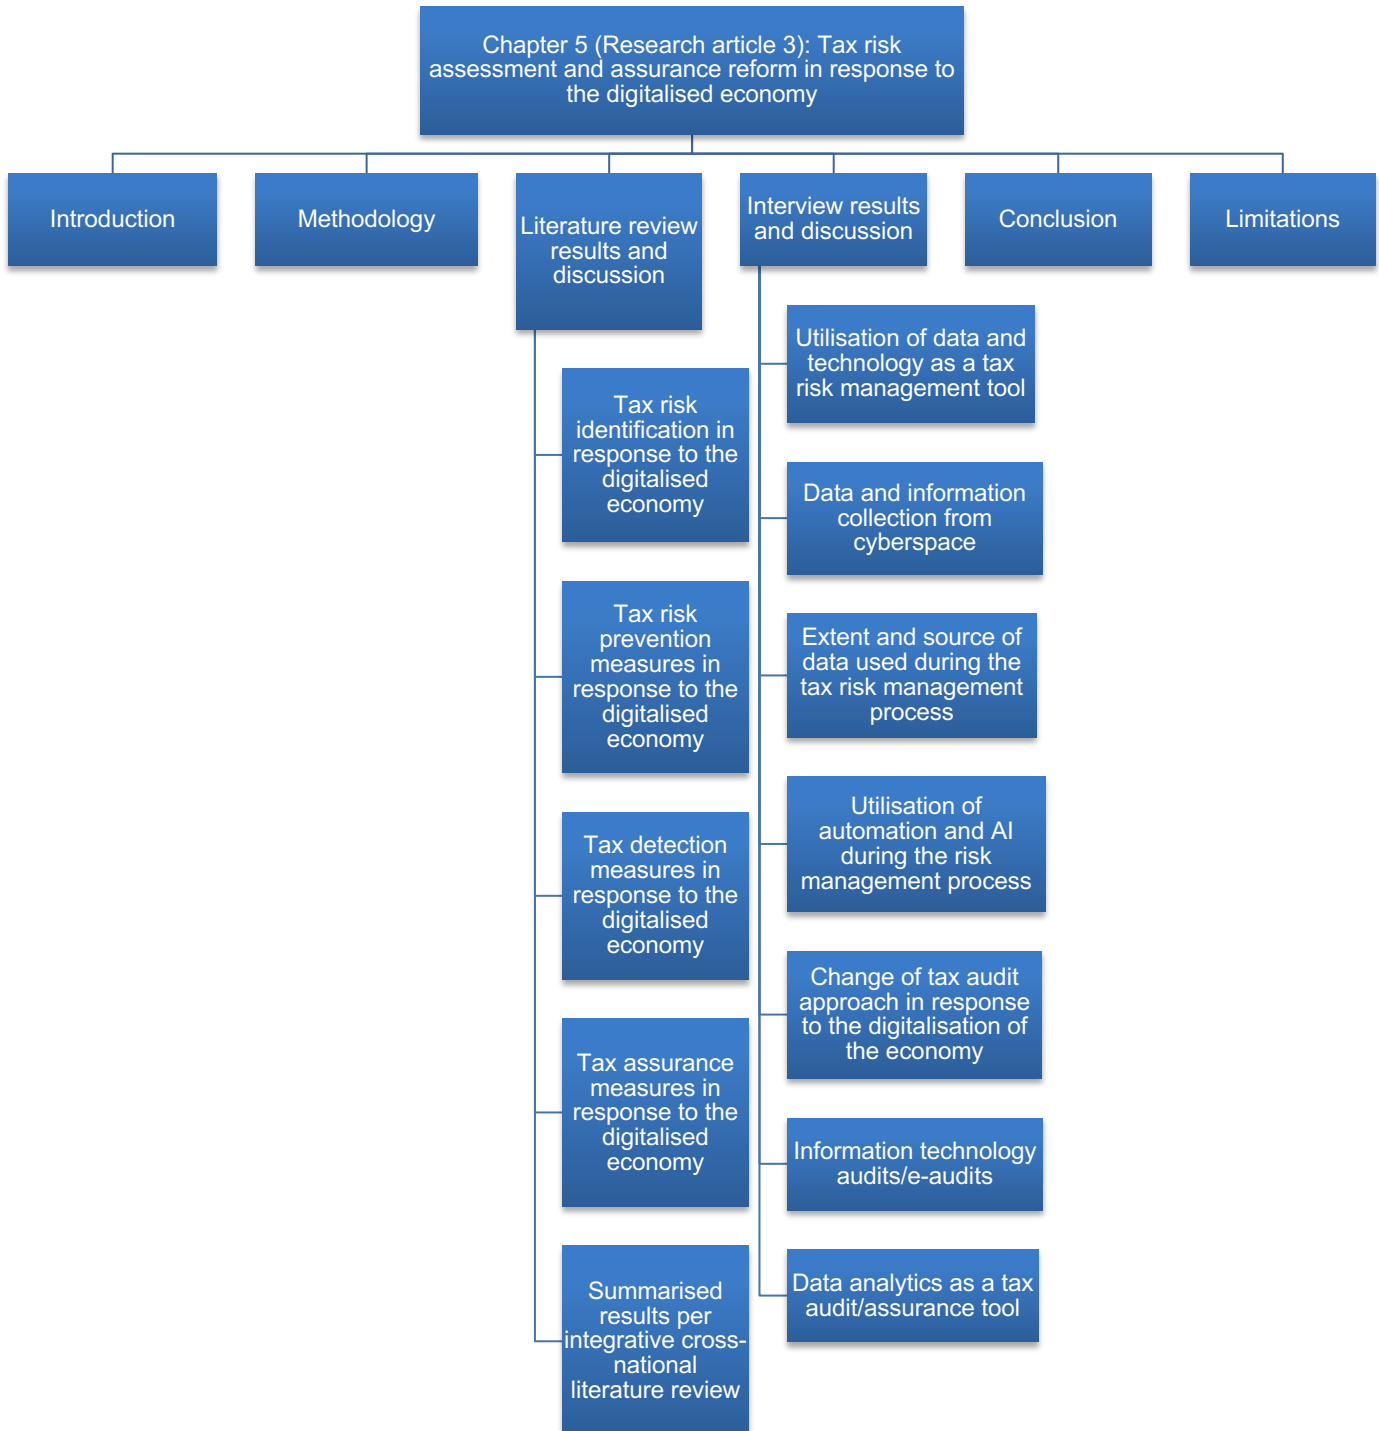 Chapter 5 (Research article 3): Tax risk
assessment and assurance reform in response to
the digitalised economy
Introduction
Methodology
Literature review
results and
discussion
Interview results
and discussion
Conclusion
Limitations
Tax risk
identification in
response to the
digitalised
economy
Tax risk
prevention
measures in
response to the
digitalised
economy
Tax detection
measures in
response to the
digitalised
economy
Tax assurance
measures in
response to the
digitalised
economy
Summarised
results per
integrative cross-
national
literature review
Utilisation of data and
technology as a tax
risk management tool
Data and information
collection from
cyberspace
Extent and source of
data used during the
tax risk management
process
Utilisation of
automation and AI
during the risk
management process
Change of tax audit
approach in response
to the digitalisation of
the economy
Information technology
audits/e-audits
Data analytics as a tax
audit/assurance tool